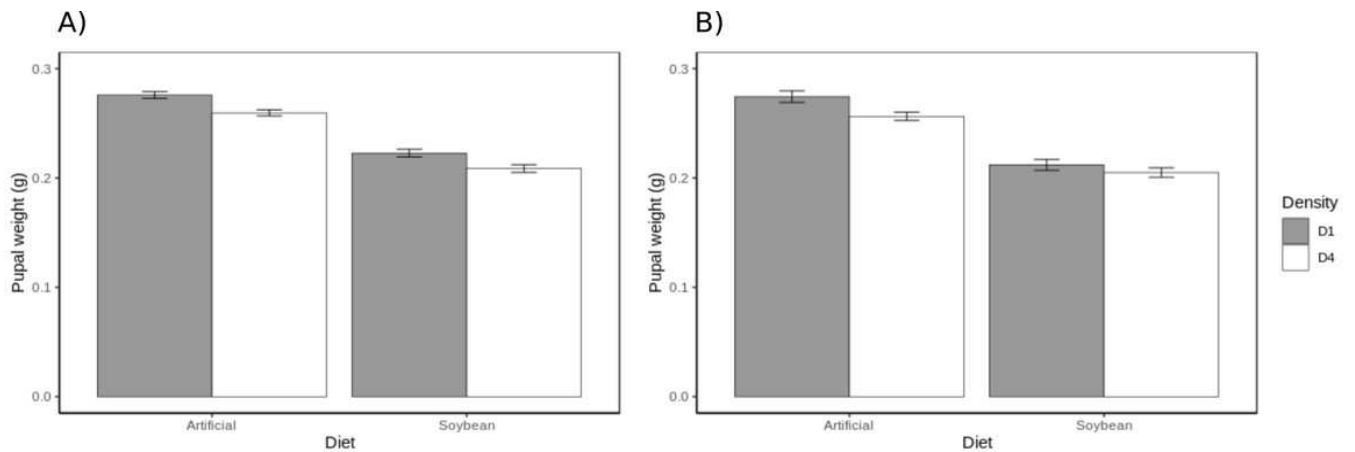 A)
0.3
0.2
0.1
0.0
Pupal weight (g)
Artificial
Soybean
Diet
B)
0.3
0.2
0.1
0.0
Pupal weight (g)
Artificial
Soybean
Diet
Density
D1
D4